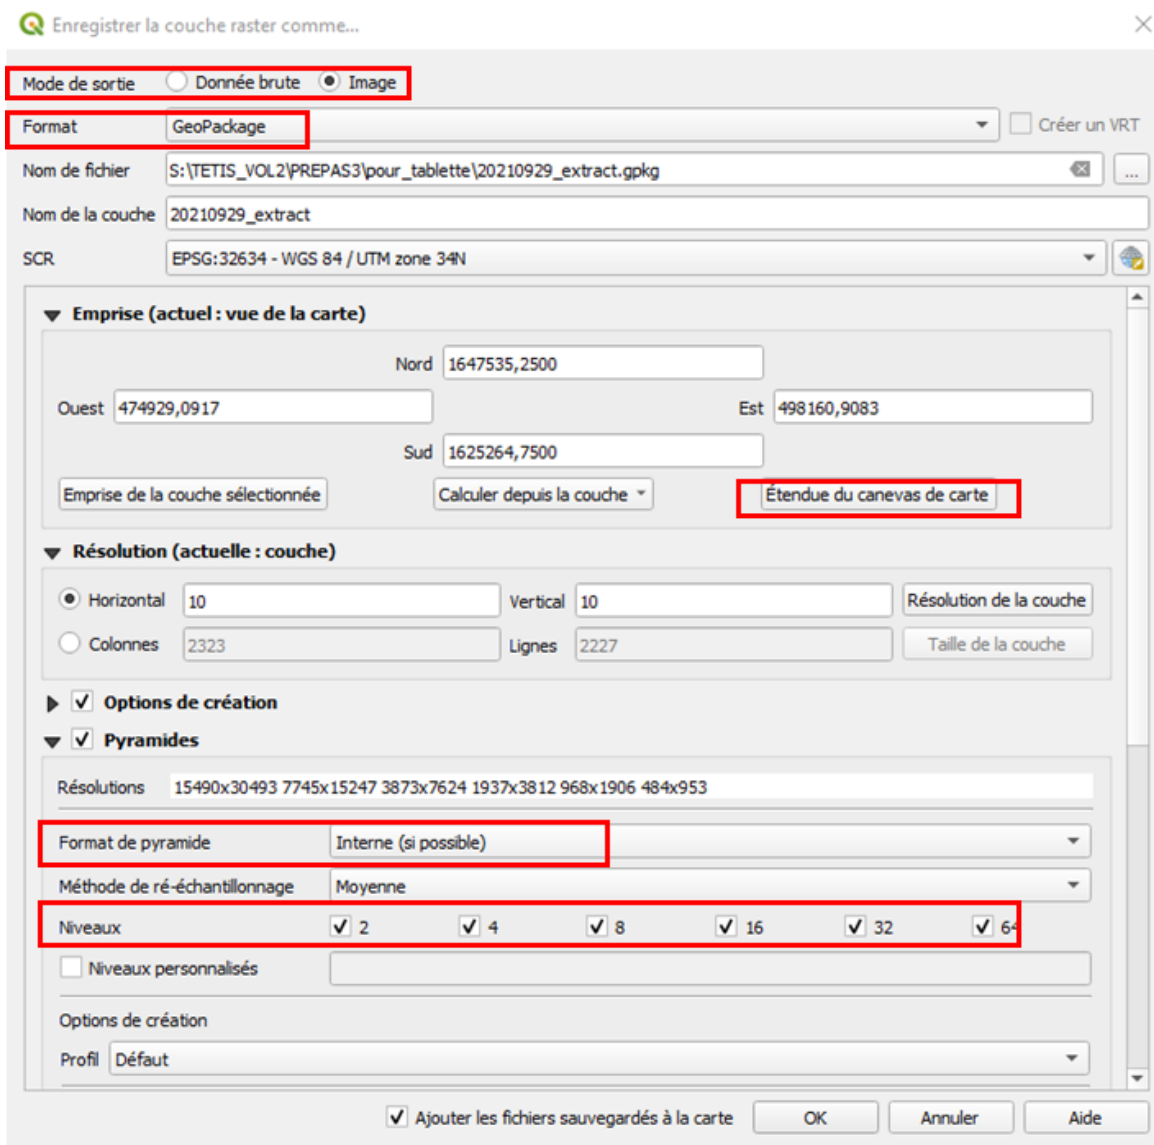 Enregistrer la couche raster comme...
Mode de sortie Donnée brute Image
Format GeoPackage Créer un VRT
Nom de fichier S:\TETIS_VOL2\PREPAS3\pour_tablette\20210929_extract.gpkg ...
Nom de la couche 20210929_extract
SCR EPSG:32634 - WGS 84 / UTM zone 34N
Emprise (actuel : vue de la carte)
Nord 1647535,2500
Ouest 474929,0917 Est 498160,9083
Sud 1625264,7500
Emprise de la couche sélectionnée Calculer depuis la couche Étendue du canevas de carte
Résolution (actuelle : couche)
Horizontal 10 Vertical 10 Résolution de la couche
Colonnes 2323 Lignes 2227 Taille de la couche
Options de création
Pyramides
Résolutions 15490x30493 7745x15247 3873x7624 1937x3812 968x1906 484x953
Format de pyramide Interne (si possible)
Méthode de ré-échantillonnage Moyenne
Niveaux 2 4 8 16 32 64
Niveaux personnalisés
Options de création
Profil Défaut
Ajouter les fichiers sauvegardés à la carte OK Annuler Aide